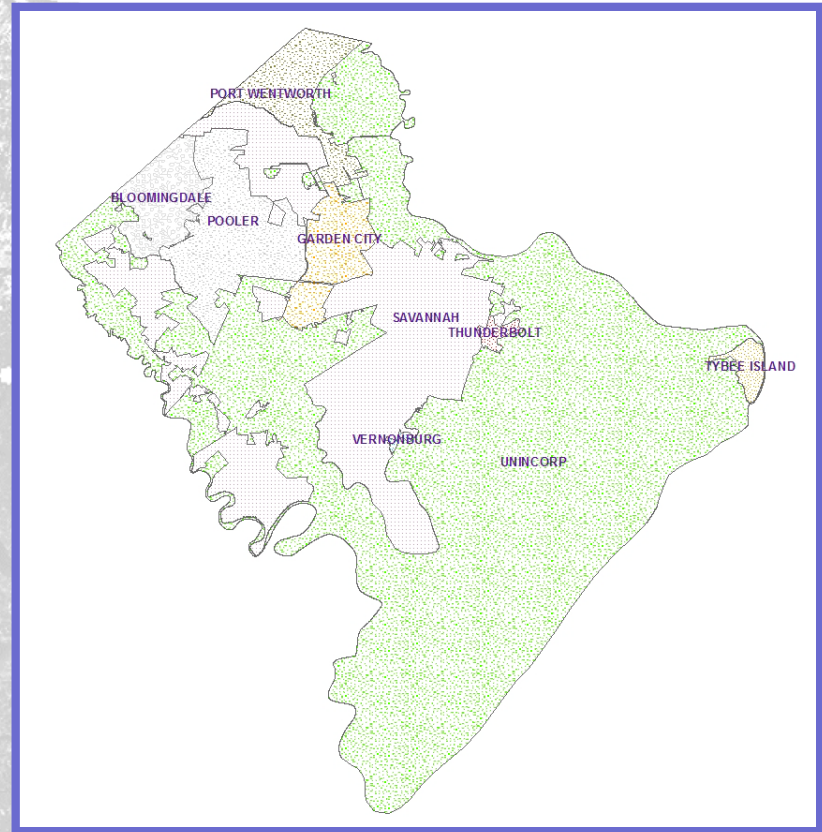 PORT WENTWORTH
BLOOMINGDALE
POOLER
GARDEN CITY
SAVANNAH
THUNDERBOLT
TYBEE ISLAND
VERNONBURG
UNINCORP